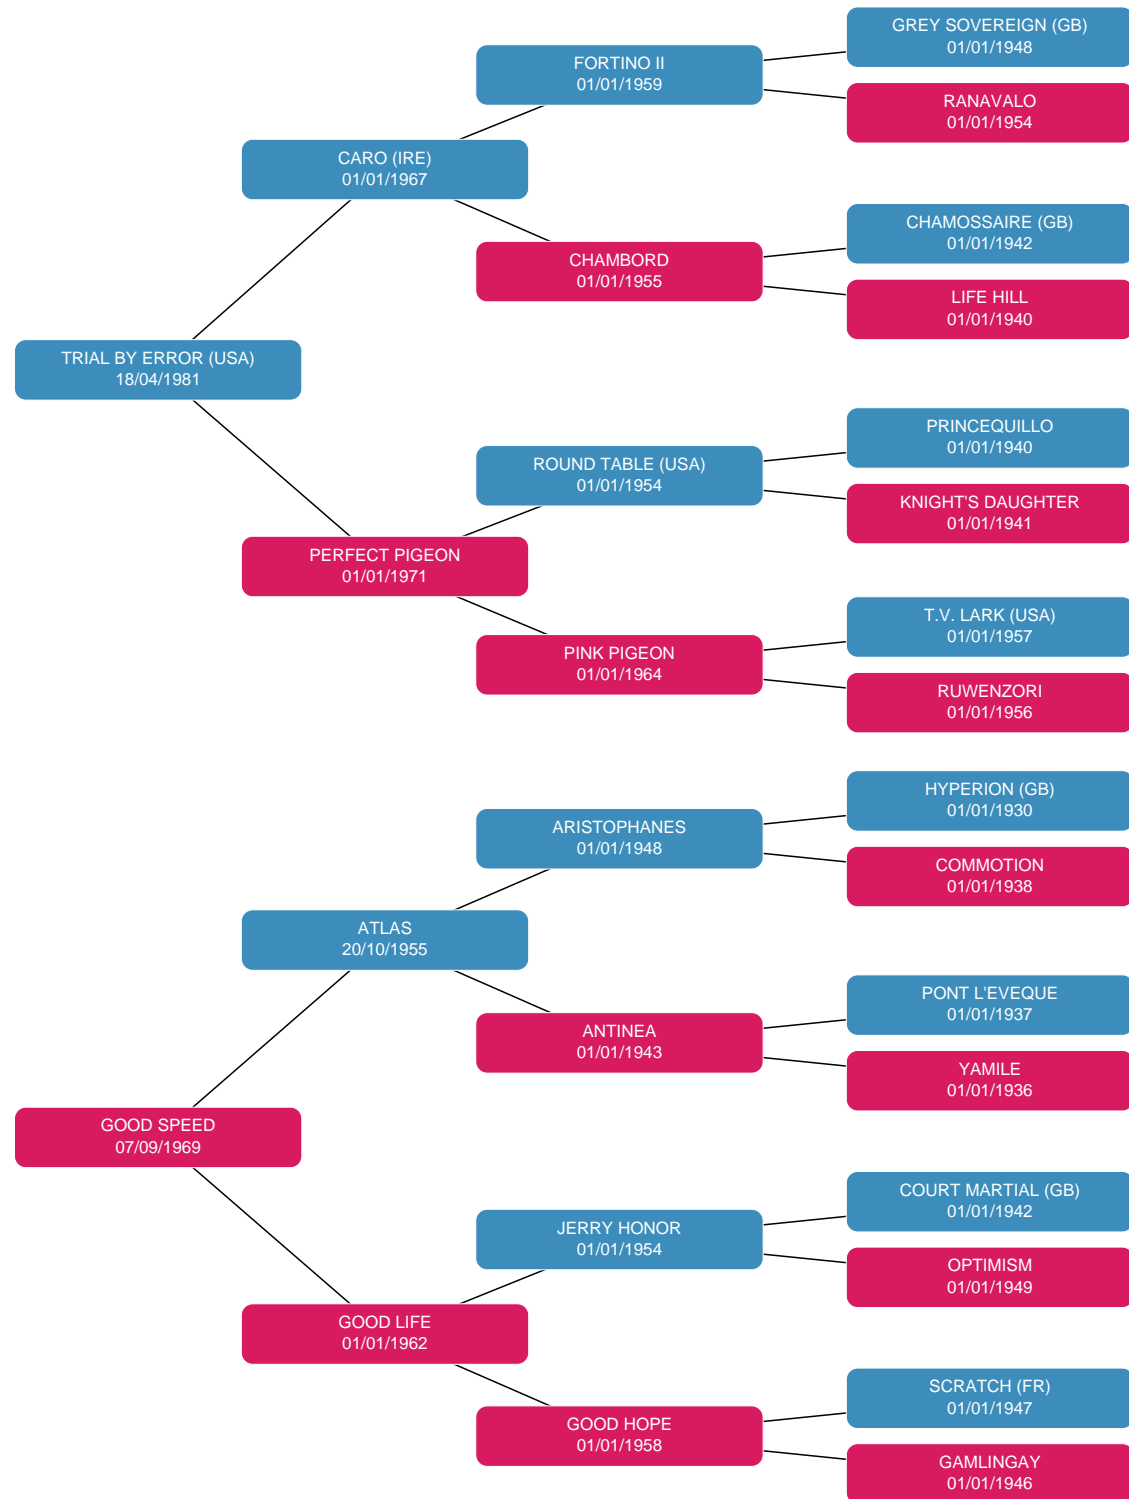 GREY SOVEREIGN (GB)
01/01/1948
FORTINO II
01/01/1959
RANAVALO
01/01/1954
CARO (IRE)
01/01/1967
CHAMOSSAIRE (GB)
01/01/1942
CHAMBORD
01/01/1955
LIFE HILL
01/01/1940
TRIAL BY ERROR (USA)
18/04/1981
PRINCEQUILLO
01/01/1940
ROUND TABLE (USA)
01/01/1954
KNIGHT'S DAUGHTER
01/01/1941
PERFECT PIGEON
01/01/1971
T.V. LARK (USA)
01/01/1957
PINK PIGEON
01/01/1964
RUWENZORI
01/01/1956
HYPERION (GB)
01/01/1930
ARISTOPHANES
01/01/1948
COMMOTION
01/01/1938
ATLAS
20/10/1955
PONT L'EVEQUE
01/01/1937
ANTINEA
01/01/1943
YAMILE
01/01/1936
GOOD SPEED
07/09/1969
COURT MARTIAL (GB)
01/01/1942
JERRY HONOR
01/01/1954
OPTIMISM
01/01/1949
GOOD LIFE
01/01/1962
SCRATCH (FR)
01/01/1947
GOOD HOPE
01/01/1958
GAMLINGAY
01/01/1946